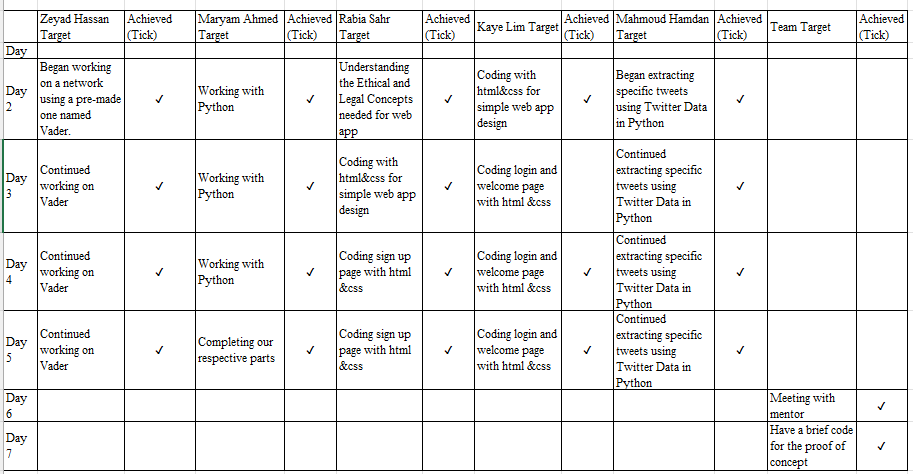 Zeyad Hassan Target | Achieved (Tick) | Maryam Ahmed Target | Achieved (Tick) | Rabia Sahr Target | Achieved (Tick) | Kaye Lim Target | Achieved (Tick) | Mahmoud Hamdan Target | Achieved (Tick) | Team Target | Achieved (Tick)
Day
Day 2 | Began working on a network using a pre-made one named Vader. | ✓ | Working with Python | ✓ | Understanding the Ethical and Legal Concepts needed for web app | ✓ | Coding with html&css for simple web app design | ✓ | Began extracting specific tweets using Twitter Data in Python | ✓
Day 3 | Continued working on Vader | ✓ | Working with Python | ✓ | Coding with html&css for simple web app design | ✓ | Coding login and welcome page with html &css | Continued extracting specific tweets using Twitter Data in Python | ✓
Day 4 | Continued working on Vader | ✓ | Working with Python | ✓ | Coding sign up page with html &css | ✓ | Coding login and welcome page with html &css | ✓ | Continued extracting specific tweets using Twitter Data in Python | ✓
Day 5 | Continued working on Vader | ✓ | Completing our respective parts | ✓ | Coding sign up page with html &css | ✓ | Coding login and welcome page with html &css | ✓ | Continued extracting specific tweets using Twitter Data in Python | ✓
Day 6 | Meeting with mentor | ✓
Day 7 | Have a brief code for the proof of concept | ✓